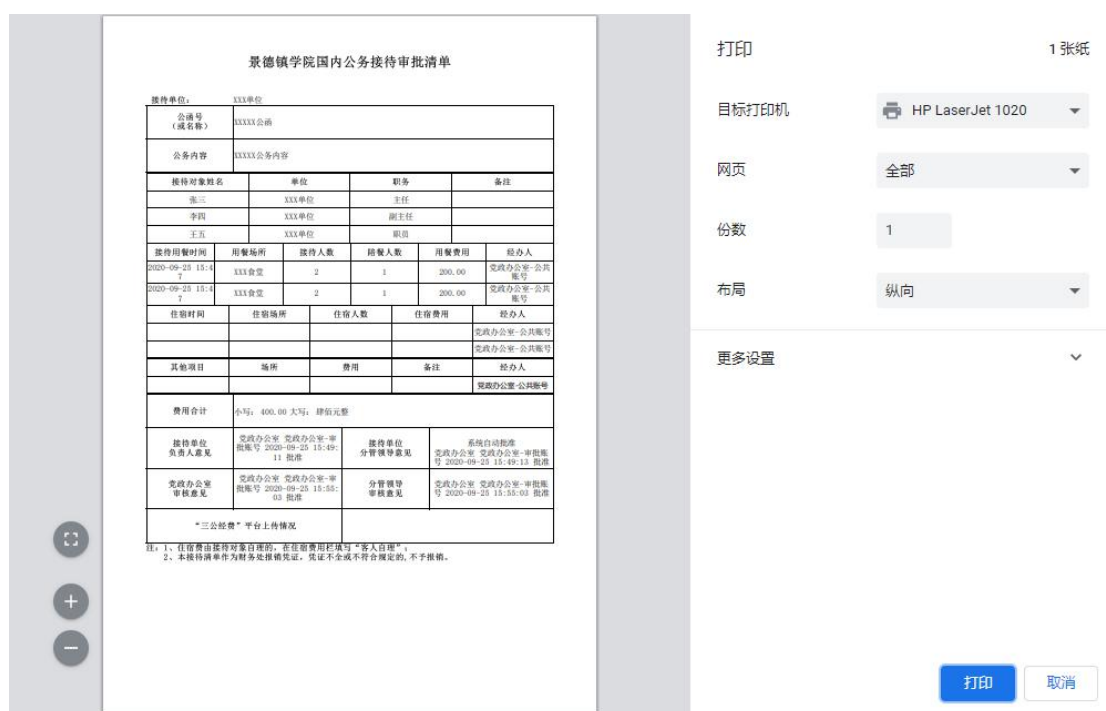 景德镇学院国内公务接待审批清单
接待单位: XXX单位
公函号
（或名称）
XXXXX公函
公务内容 XXXXX公务内容
接待对象姓名 单位 职务 备注
张三 XXX单位 主任
李四 XXX单位 副主任
王五 XXX单位 职员
接待用餐时间 用餐场所 接待人数 陪餐人数 用餐费用 经办人
2020-09-25 15:4
7
XXX食堂 2 1 200.00
党政办公室-公共
账号
2020-09-25 15:4
7
XXX食堂 2 1 200.00
党政办公室-公共
账号
住宿时间 住宿场所 住宿人数 住宿费用 经办人
党政办公室-公共账号
党政办公室-公共账号
其他项目 场所 费用 备注 经办人
党政办公室-公共账号
费用合计 小写: 400.00 大写: 肆佰元整
接待单位
负责人意见
党政办公室 党政办公室-审
批账号 2020-09-25 15:49:
11 批准
接待单位
分管领导意见
系统自动批准
党政办公室 党政办公室-审批账
号 2020-09-25 15:49:13 批准
党政办公室
审核意见
党政办公室 党政办公室-审
批账号 2020-09-25 15:55:
03 批准
分管领导
审核意见
党政办公室 党政办公室-审批账
号 2020-09-25 15:55:03 批准
“三公经费”平台上传情况
注: 1、住宿费由接待对象自理的, 在住宿费用栏填写“客人自理”;
2、本接待清单作为财务处报销凭证, 凭证不全或不符合规定的, 不予报销。
打印 1 张纸
目标打印机 HP LaserJet 1020
网页 全部
份数 1
布局 纵向
更多设置
打印 取消